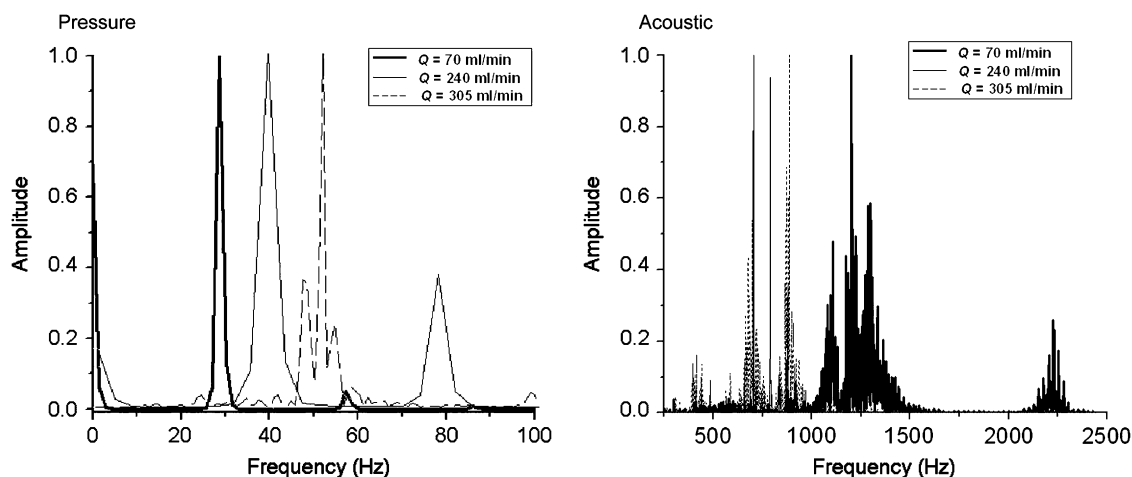 Pressure
1.0
0.8
0.6
0.4
0.2
0.0
Amplitude
0
20
40
60
80
100
Frequency (Hz)
Q = 70 ml/min
Q = 240 ml/min
Q = 305 ml/min
Acoustic
1.0
0.8
0.6
0.4
0.2
0.0
Amplitude
500
1000
1500
2000
2500
Frequency (Hz)
Q = 70 ml/min
Q = 240 ml/min
Q = 305 ml/min